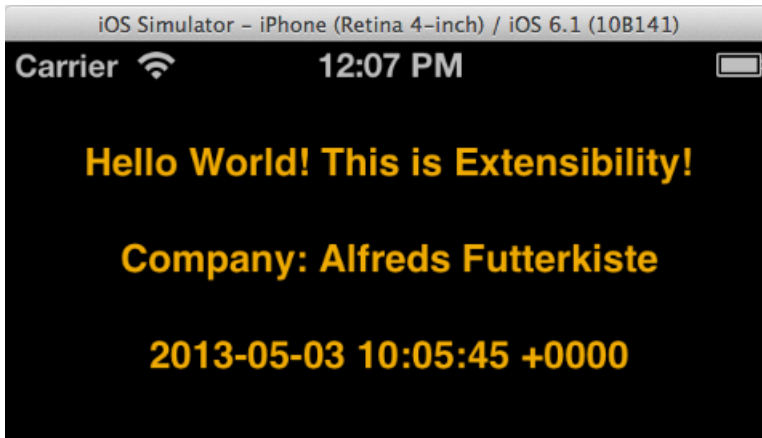 iOS Simulator – iPhone (Retina 4-inch) / iOS 6.1 (10B141)
Carrier 12:07 PM
Hello World! This is Extensibility!
Company: Alfreds Futterkiste
2013-05-03 10:05:45 +0000